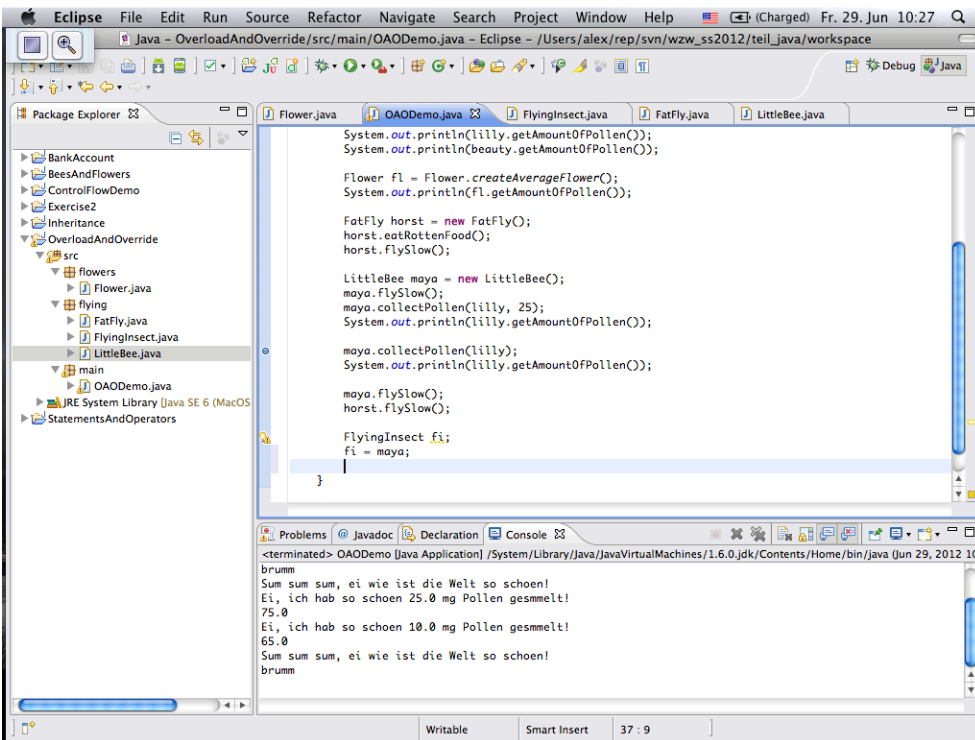 Eclipse File Edit Run Source Refactor Navigate Search Project Window Help (Charged) Fr. 29. Jun 10:27
Java – OverloadAndOverride/src/main/OAODemo.java – Eclipse – /Users/alex/rep/svn/wzw_ss2012/teil_java/workspace
Debug Java
Package Explorer
BankAccount
BeesAndFlowers
ControlFlowDemo
Exercise2
Inheritance
OverloadAndOverride
src
flowers
Flower.java
flying
FatFly.java
FlyingInsect.java
LittleBee.java
main
OAODemo.java
JRE System Library [Java SE 6 (MacOS
StatementsAndOperators
Flower.java OAODemo.java FlyingInsect.java FatFly.java LittleBee.java
System.out.println(lilly.getAmountOfPollen());
System.out.println(beauty.getAmountOfPollen());
Flower fl = Flower.createAverageFlower();
System.out.println(fl.getAmountOfPollen());
FatFly horst = new FatFly();
horst.eatRottenFood();
horst.flySlow();
LittleBee maya = new LittleBee();
maya.flySlow();
maya.collectPollen(lilly, 25);
System.out.println(lilly.getAmountOfPollen());
maya.collectPollen(lilly);
System.out.println(lilly.getAmountOfPollen());
maya.flySlow();
horst.flySlow();
FlyingInsect fi;
fi = maya;
}
Problems @ Javadoc Declaration Console
<terminated> OAODemo [Java Application] /System/Library/Java/JavaVirtualMachines/1.6.0.jdk/Contents/Home/bin/java (Jun 29, 2012 10
brumm
Sum sum sum, ei wie ist die Welt so schoen!
Ei, ich hab so schoen 25.0 mg Pollen gesmmelt!
75.0
Ei, ich hab so schoen 10.0 mg Pollen gesmmelt!
65.0
Sum sum sum, ei wie ist die Welt so schoen!
brumm
Writable Smart Insert 37 : 9